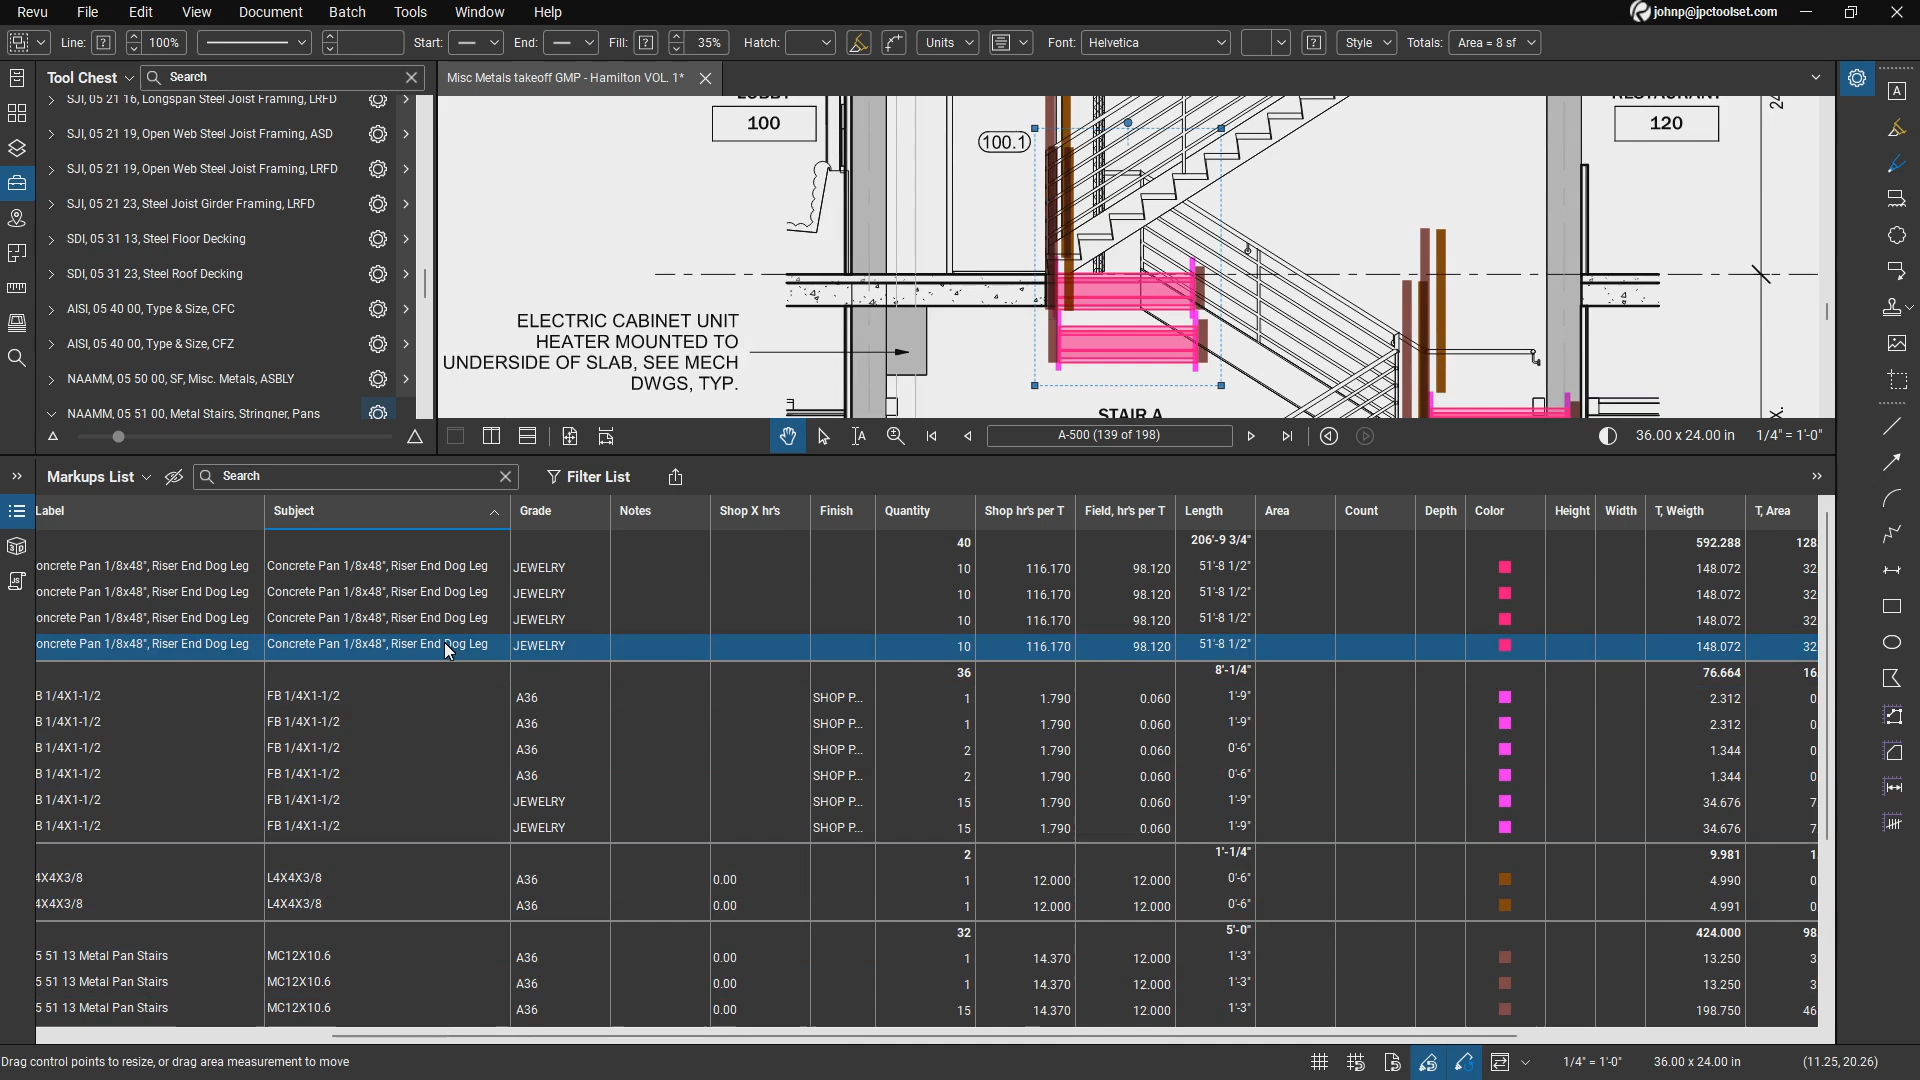 Revu File Edit View Document Batch Tools Window Help johnp@jpctoolset.com
Line: ? 100% Start: End: Fill: ? 35% Hatch: Units Font: Helvetica ? Style Totals: Area = 8 sf
Tool Chest Search
Misc Metals takeoff GMP - Hamilton VOL. 1*
SJI, 05 21 16, Longspan Steel Joist Framing, LRFD
SJI, 05 21 19, Open Web Steel Joist Framing, ASD
SJI, 05 21 19, Open Web Steel Joist Framing, LRFD
SJI, 05 21 23, Steel Joist Girder Framing, LRFD
SDI, 05 31 13, Steel Floor Decking
SDI, 05 31 23, Steel Roof Decking
AISI, 05 40 00, Type & Size, CFC
AISI, 05 40 00, Type & Size, CFZ
NAAMM, 05 50 00, SF, Misc. Metals, ASBLY
NAAMM, 05 51 00, Metal Stairs, Stringner, Pans
LOBBY
100
100.1
RESTAURANT
120
24
ELECTRIC CABINET UNIT
HEATER MOUNTED TO
UNDERSIDE OF SLAB, SEE MECH
DWGS, TYP.
STAIR A
A-500 (139 of 198)
36.00 x 24.00 in 1/4" = 1'-0"
Markups List Search Filter List
Label Subject Grade Notes Shop X hr's Finish Quantity Shop hr's per T Field, hr's per T Length Area Count Depth Color Height Width T, Weigth T, Area
40 206'-9 3/4" 592.288 128
oncrete Pan 1/8x48", Riser End Dog Leg Concrete Pan 1/8x48", Riser End Dog Leg JEWELRY 10 116.170 98.120 51'-8 1/2" 148.072 32
oncrete Pan 1/8x48", Riser End Dog Leg Concrete Pan 1/8x48", Riser End Dog Leg JEWELRY 10 116.170 98.120 51'-8 1/2" 148.072 32
oncrete Pan 1/8x48", Riser End Dog Leg Concrete Pan 1/8x48", Riser End Dog Leg JEWELRY 10 116.170 98.120 51'-8 1/2" 148.072 32
oncrete Pan 1/8x48", Riser End Dog Leg Concrete Pan 1/8x48", Riser End Dog Leg JEWELRY 10 116.170 98.120 51'-8 1/2" 148.072 32
36 8'-1/4" 76.664 16
B 1/4X1-1/2 FB 1/4X1-1/2 A36 SHOP P... 1 1.790 0.060 1'-9" 2.312 0
B 1/4X1-1/2 FB 1/4X1-1/2 A36 SHOP P... 1 1.790 0.060 1'-9" 2.312 0
B 1/4X1-1/2 FB 1/4X1-1/2 A36 SHOP P... 2 1.790 0.060 0'-6" 1.344 0
B 1/4X1-1/2 FB 1/4X1-1/2 A36 SHOP P... 2 1.790 0.060 0'-6" 1.344 0
B 1/4X1-1/2 FB 1/4X1-1/2 JEWELRY SHOP P... 15 1.790 0.060 1'-9" 34.676 7
B 1/4X1-1/2 FB 1/4X1-1/2 JEWELRY SHOP P... 15 1.790 0.060 1'-9" 34.676 7
2 1'-1/4" 9.981 1
4X4X3/8 L4X4X3/8 A36 0.00 1 12.000 12.000 0'-6" 4.990 0
4X4X3/8 L4X4X3/8 A36 0.00 1 12.000 12.000 0'-6" 4.991 0
32 5'-0" 424.000 98
5 51 13 Metal Pan Stairs MC12X10.6 A36 0.00 1 14.370 12.000 1'-3" 13.250 3
5 51 13 Metal Pan Stairs MC12X10.6 A36 0.00 1 14.370 12.000 1'-3" 13.250 3
5 51 13 Metal Pan Stairs MC12X10.6 A36 0.00 15 14.370 12.000 1'-3" 198.750 46
Drag control points to resize, or drag area measurement to move 1/4" = 1'-0" 36.00 x 24.00 in (11.25, 20.26)